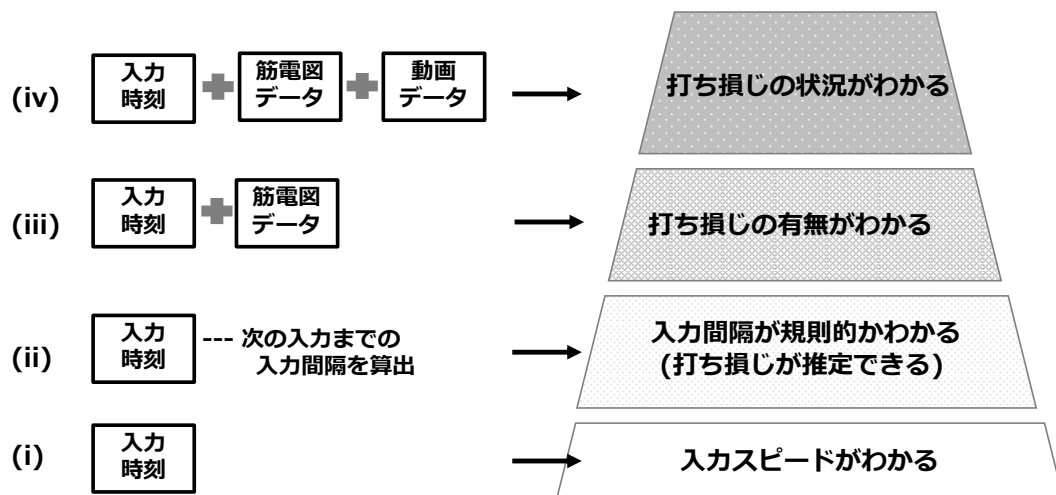 (iv)
入力
時刻
筋電図
データ
動画
データ
打ち損じの状況がわかる
(iii)
入力
時刻
筋電図
データ
打ち損じの有無がわかる
(ii)
入力
時刻
--- 次の入力までの
入力間隔を算出
入力間隔が規則的かわかる
(打ち損じが推定できる)
(i)
入力
時刻
入力スピードがわかる